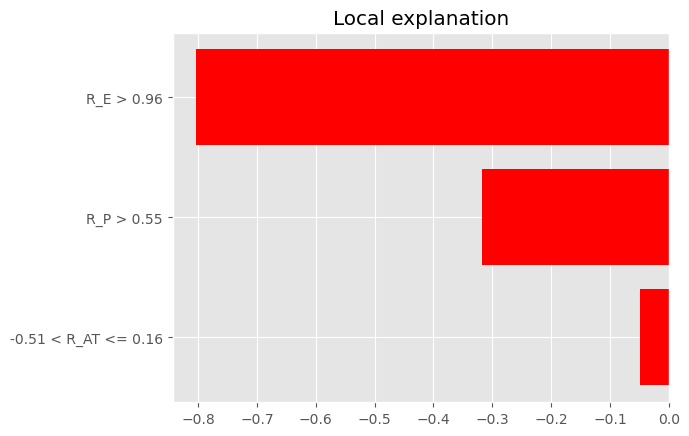 Local explanation
R_E > 0.96
R_P > 0.55
-0.51 < R_AT <= 0.16
−0.8 −0.7 −0.6 −0.5 −0.4 −0.3 −0.2 −0.1 0.0